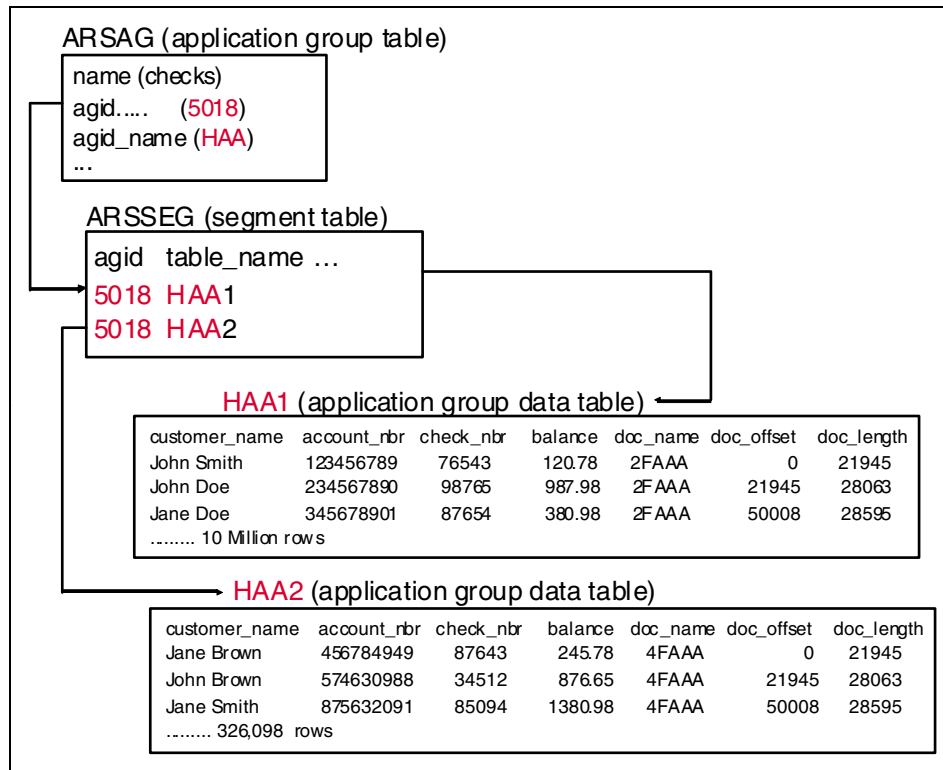 ARSAG (application group table)
name (checks)
agid..... (5018)
agid_name (HAA)
...
ARSSEG (segment table)
agid table_name ...
5018 HAA1
5018 HAA2
HAA1 (application group data table)
customer_name account_nbr check_nbr balance doc_name doc_offset doc_length
John Smith 123456789 76543 120.78 2FAAA 0 21945
John Doe 234567890 98765 987.98 2FAAA 21945 28063
Jane Doe 345678901 87654 380.98 2FAAA 50008 28595
......... 10 Million rows
HAA2 (application group data table)
customer_name account_nbr check_nbr balance doc_name doc_offset doc_length
Jane Brown 456784949 87643 245.78 4FAAA 0 21945
John Brown 574630988 34512 876.65 4FAAA 21945 28063
Jane Smith 875632091 85094 1380.98 4FAAA 50008 28595
......... 326,098 rows